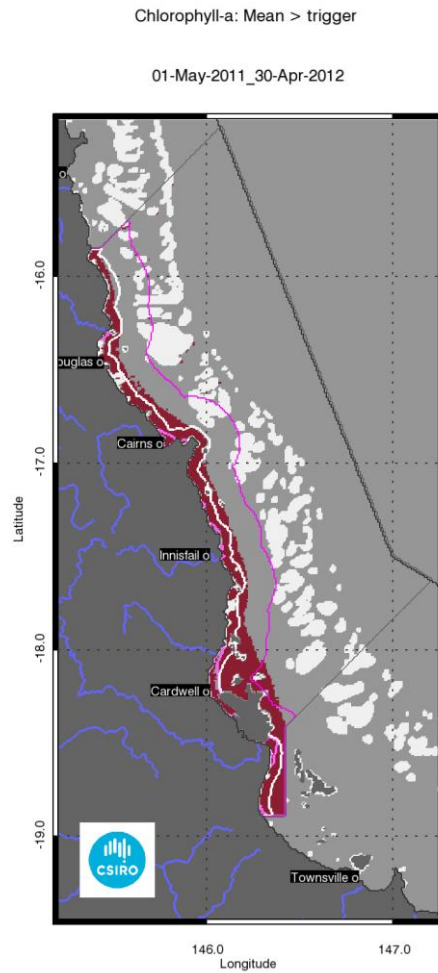 Chlorophyll-a: Mean > trigger
01-May-2011_30-Apr-2012
-16.0
ouglas o
Cairns o
-17.0
Latitude
Innisfail o
-18.0
Cardwell o
-19.0
CSIRO
Townsville o
146.0
147.0
Longitude